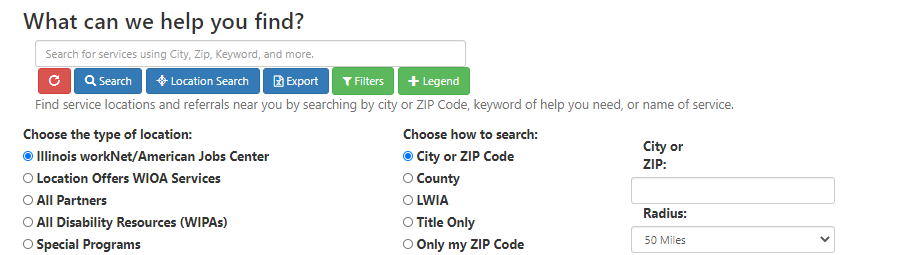 What can we help you find?
Search for services using City, Zip, Keyword, and more.
Search Location Search Export Filters Legend
Find service locations and referrals near you by searching by city or ZIP Code, keyword of help you need, or name of service.
Choose the type of location:
Illinois workNet/American Jobs Center
Location Offers WIOA Services
All Partners
All Disability Resources (WIPAs)
Special Programs
Choose how to search:
City or ZIP Code
County
LWIA
Title Only
Only my ZIP Code
City or
ZIP:
Radius:
50 Miles